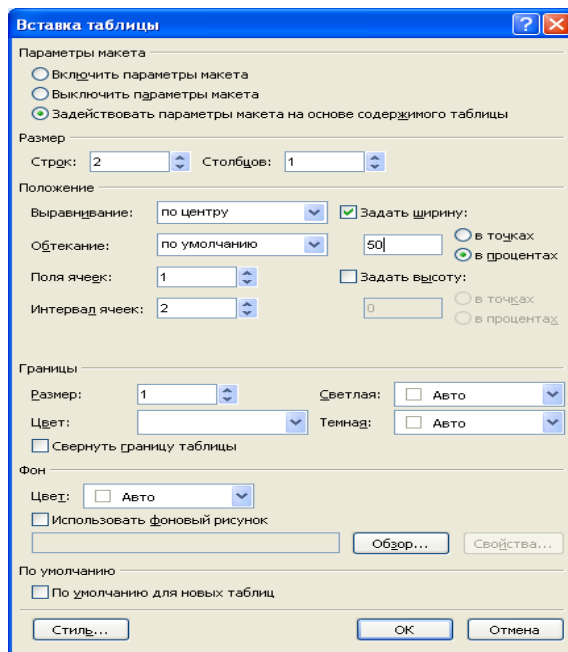 Вставка таблицы
Параметры макета
Включить параметры макета
Выключить параметры макета
Задействовать параметры макета на основе содержимого таблицы
Размер
Строк: 2 Столбцов: 1
Положение
Выравнивание: по центру Задать ширину:
Обтекание: по умолчанию 50 в точках
в процентах
Поля ячеек: 1 Задать высоту:
Интервал ячеек: 2 0 в точках
в процентах
Границы
Размер: 1 Светлая: Авто
Цвет: Темная: Авто
Свернуть границу таблицы
Фон
Цвет: Авто
Использовать фоновый рисунок
Обзор... Свойства...
По умолчанию
По умолчанию для новых таблиц
Стиль... ОК Отмена